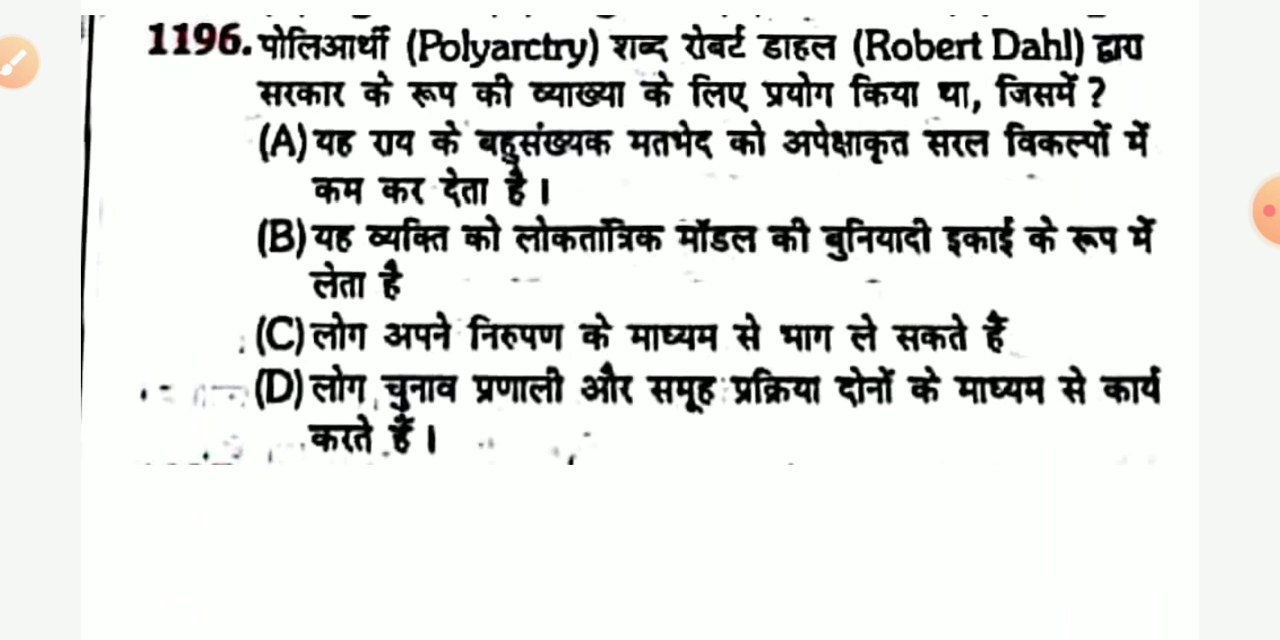 1196. पोलिआर्थी (Polyarctry) शब्द रोबर्ट डाहल (Robert Dahl) द्वारा
सरकार के रूप की व्याख्या के लिए प्रयोग किया था, जिसमें ?
(A) यह राय के बहुसंख्यक मतभेद को अपेक्षाकृत सरल विकल्पों में
कम कर देता है।
(B) यह व्यक्ति को लोकतांत्रिक मॉडल की बुनियादी इकाई के रूप में
लेता है
(C) लोग अपने निरुपण के माध्यम से भाग ले सकते हैं
(D) लोग चुनाव प्रणाली और समूह प्रक्रिया दोनों के माध्यम से कार्य
करते हैं।